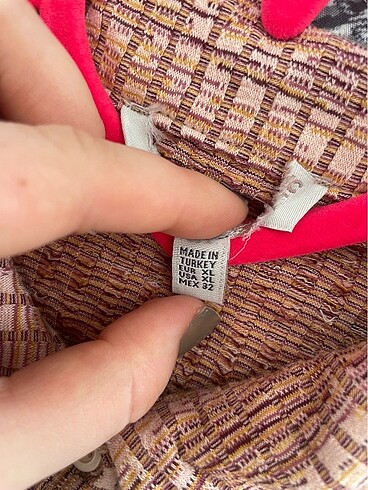 MADE IN
TURKEY
EUR XL
USA XL
MEX 32